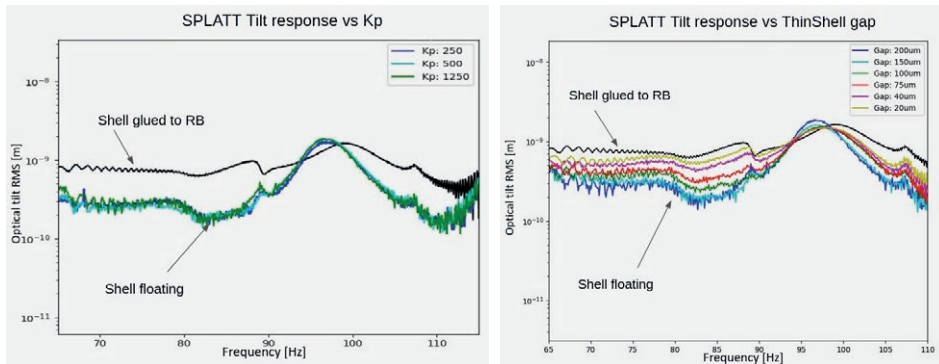 SPLATT Tilt response vs Kp
Kp: 250
Kp: 500
Kp: 1250
Shell glued to RB
Shell floating
Optical tilt RMS [m]
10⁻⁸
10⁻⁹
10⁻¹⁰
10⁻¹¹
70 80 90 100 110
Frequency [Hz]
SPLATT Tilt response vs ThinShell gap
Gap: 200um
Gap: 150um
Gap: 100um
Gap: 75um
Gap: 40um
Gap: 20um
Shell glued to RB
Shell floating
Optical tilt RMS [m]
10⁻⁸
10⁻⁹
10⁻¹⁰
10⁻¹¹
65 70 75 80 85 90 95 100 105 110
Frequency [Hz]